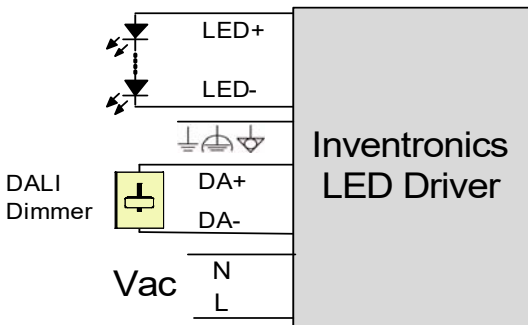 LED+
LED-
DALI
Dimmer
DA+
DA-
Vac
N
L
Inventronics
LED Driver